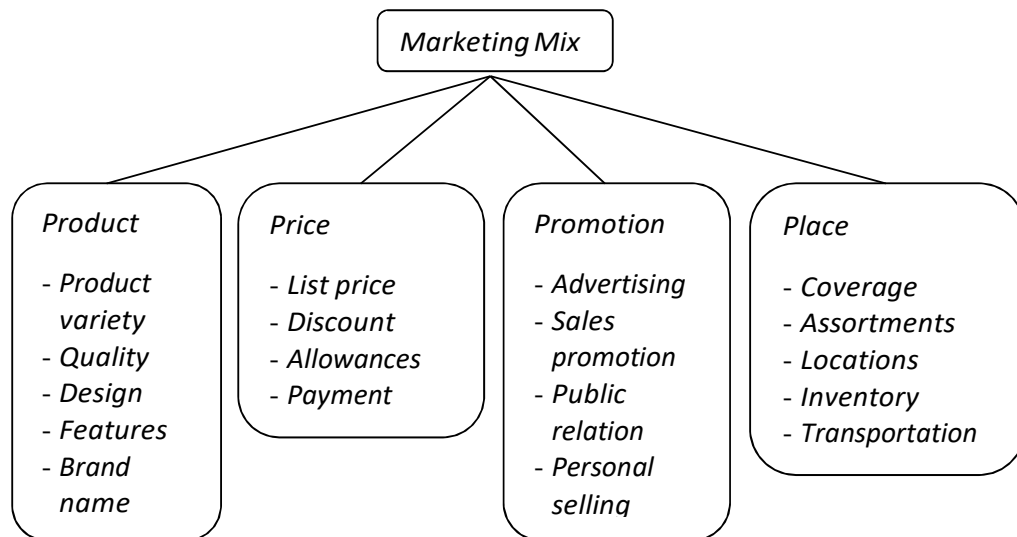 Marketing Mix
Product
- Product
variety
- Quality
- Design
- Features
- Brand
name
Price
- List price
- Discount
- Allowances
- Payment
Promotion
- Advertising
- Sales
promotion
- Public
relation
- Personal
selling
Place
- Coverage
- Assortments
- Locations
- Inventory
- Transportation